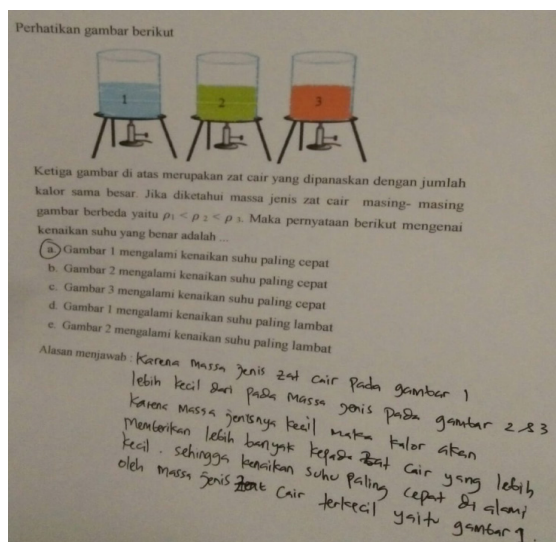 Perhatikan gambar berikut
1 2 3
Ketiga gambar di atas merupakan zat cair yang dipanaskan dengan jumlah
kalor sama besar. Jika diketahui massa jenis zat cair masing- masing
gambar berbeda yaitu ρ₁ < ρ ₂ < ρ ₃. Maka pernyataan berikut mengenai
kenaikan suhu yang benar adalah ...
a. Gambar 1 mengalami kenaikan suhu paling cepat
b. Gambar 2 mengalami kenaikan suhu paling cepat
c. Gambar 3 mengalami kenaikan suhu paling cepat
d. Gambar 1 mengalami kenaikan suhu paling lambat
e. Gambar 2 mengalami kenaikan suhu paling lambat
Alasan menjawab : Karena massa jenis zat cair pada gambar 1
lebih kecil dari pada massa jenis pada gambar 2 & 3
Karena massa jenisnya kecil maka kalor akan
memberikan lebih banyak kepada zat cair yang lebih
kecil. sehingga kenaikan suhu paling cepat di alami
oleh massa jenis zat cair terkecil yaitu gambar 1.